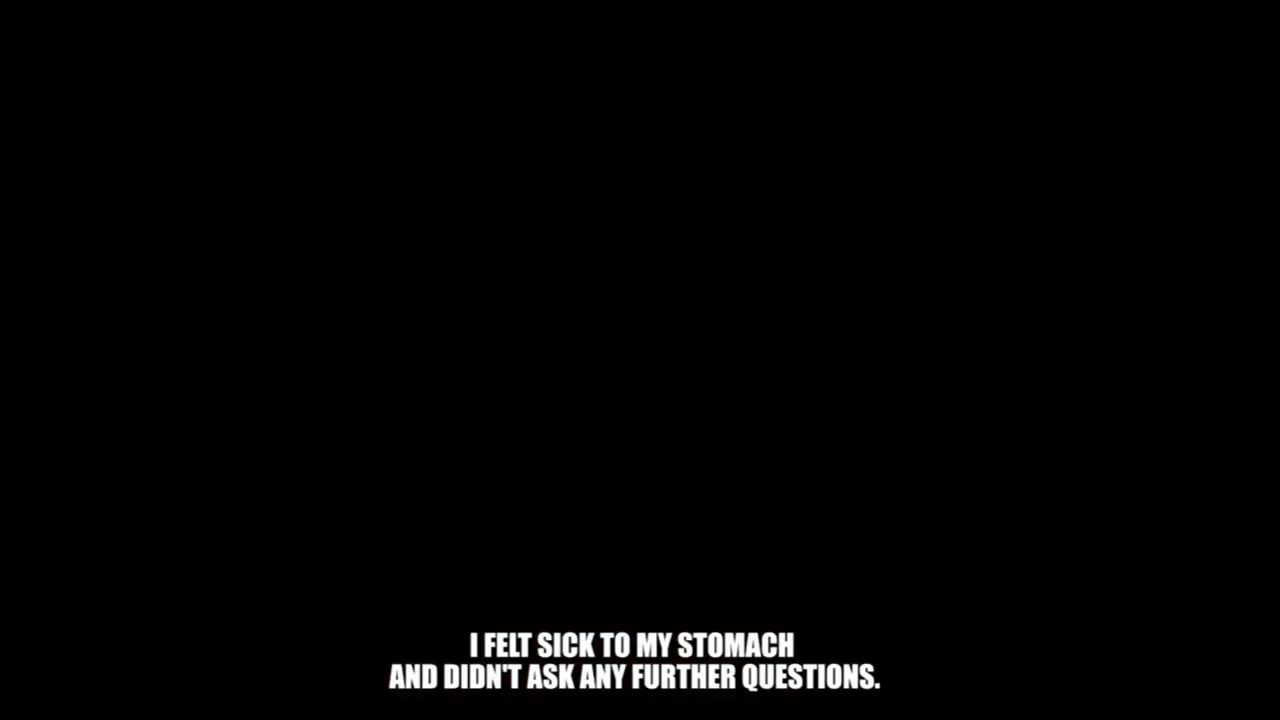 I FELT SICK TO MY STOMACH
AND DIDN'T ASK ANY FURTHER QUESTIONS.